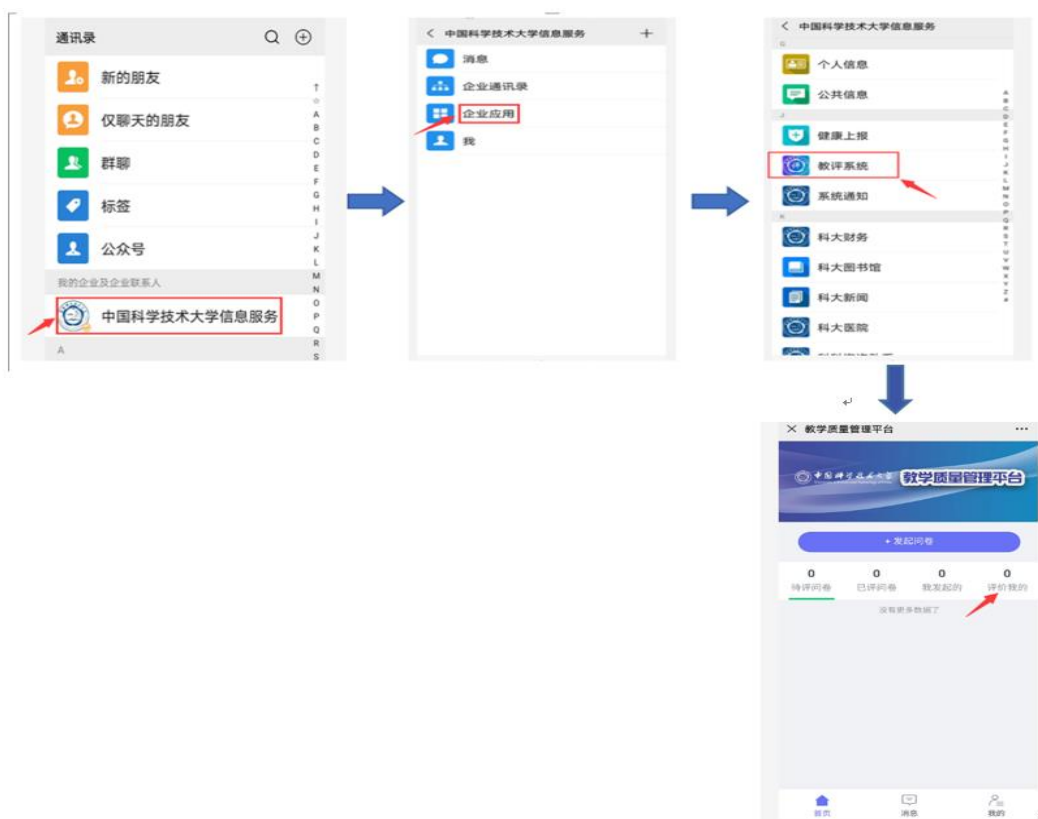 通讯录
新的朋友
仅聊天的朋友
群聊
标签
公众号
我的企业及企业联系人
中国科学技术大学信息服务
A
↑
A
B
C
D
E
F
G
H
I
J
K
L
M
N
O
P
Q
R
S
中国科学技术大学信息服务
消息
企业通讯录
企业应用
我
中国科学技术大学信息服务
G
个人信息
公共信息
J
健康上报
教评系统
系统通知
K
科大财务
科大图书馆
科大新闻
科大医院
A
B
C
D
E
F
G
H
I
J
K
L
M
N
O
P
Q
R
S
T
U
V
W
X
Y
Z
#
教学质量管理平台
中国科学技术大学 教学质量管理平台
+ 发起问卷
0 0 0 0
待评问卷 已评问卷 我发起的 评价我的
没有更多数据了
首页 消息 我的